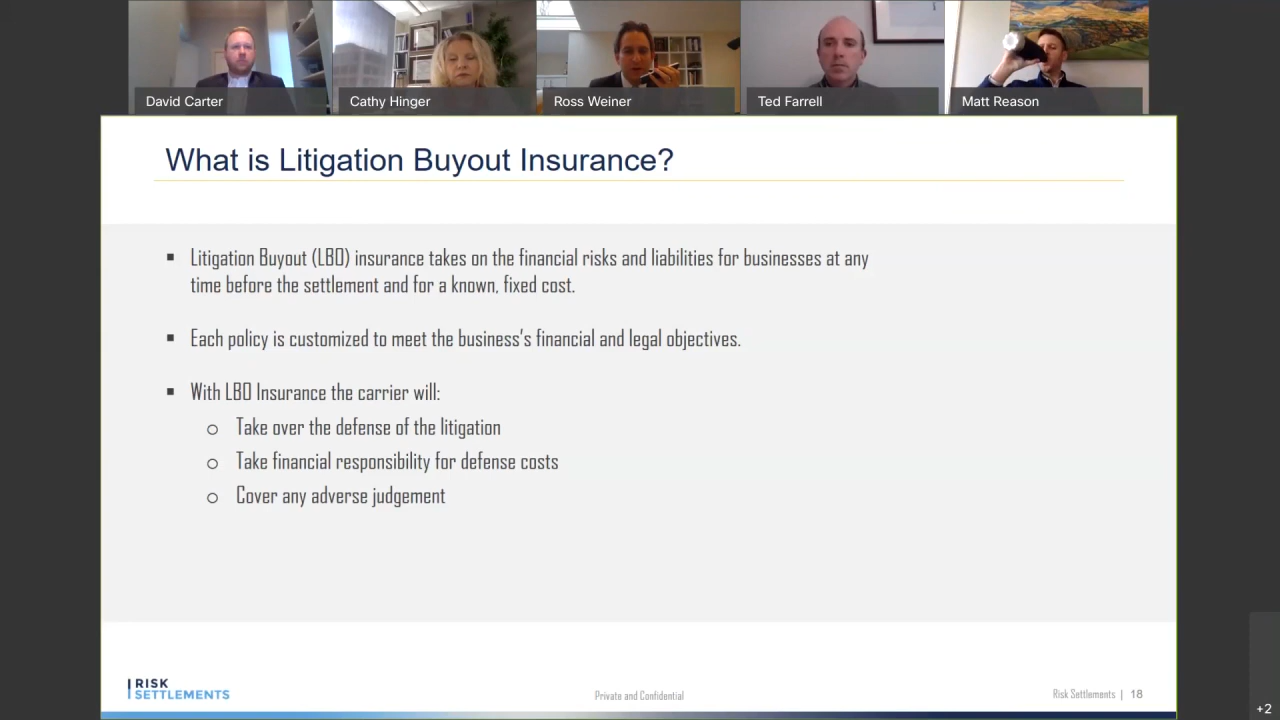 David Carter
Cathy Hinger
Ross Weiner
Ted Farrell
Matt Reason
What is Litigation Buyout Insurance?
▪ Litigation Buyout (LBO) insurance takes on the financial risks and liabilities for businesses at any
time before the settlement and for a known, fixed cost.
▪ Each policy is customized to meet the business's financial and legal objectives.
▪ With LBO Insurance the carrier will:
o Take over the defense of the litigation
o Take financial responsibility for defense costs
o Cover any adverse judgement
RISK
SETTLEMENTS
Private and Confidential
Risk Settlements | 18
+2